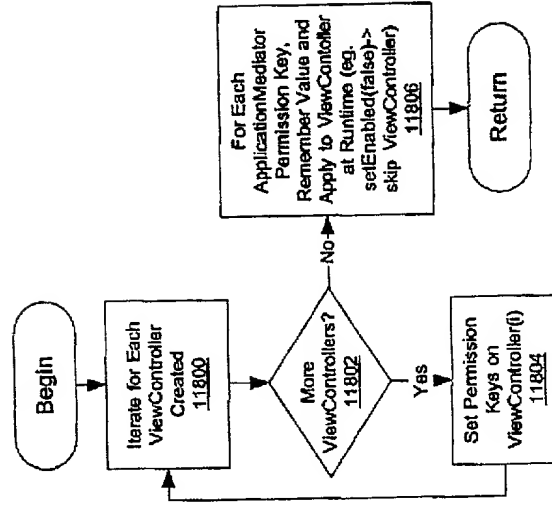 Begin
Iterate for Each
ViewController
Created
11800
More
ViewControllers?
11802
Yes
Set Permission
Keys on
ViewController(i)
11804
No
For Each
ApplicationMediator
Permission Key,
Remember Value and
Apply to ViewContoller
at Runtime (eg.
setEnabled(false)->
skip ViewController)
11806
Return